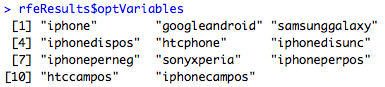 > rfeResults$optVariables
[1] "iphone" "googleandroid" "samsunggalaxy"
[4] "iphonedispos" "htcphone" "iphonedisunc"
[7] "iphoneperneg" "sonyxperia" "iphoneperpos"
[10] "htccampos" "iphonecampos"